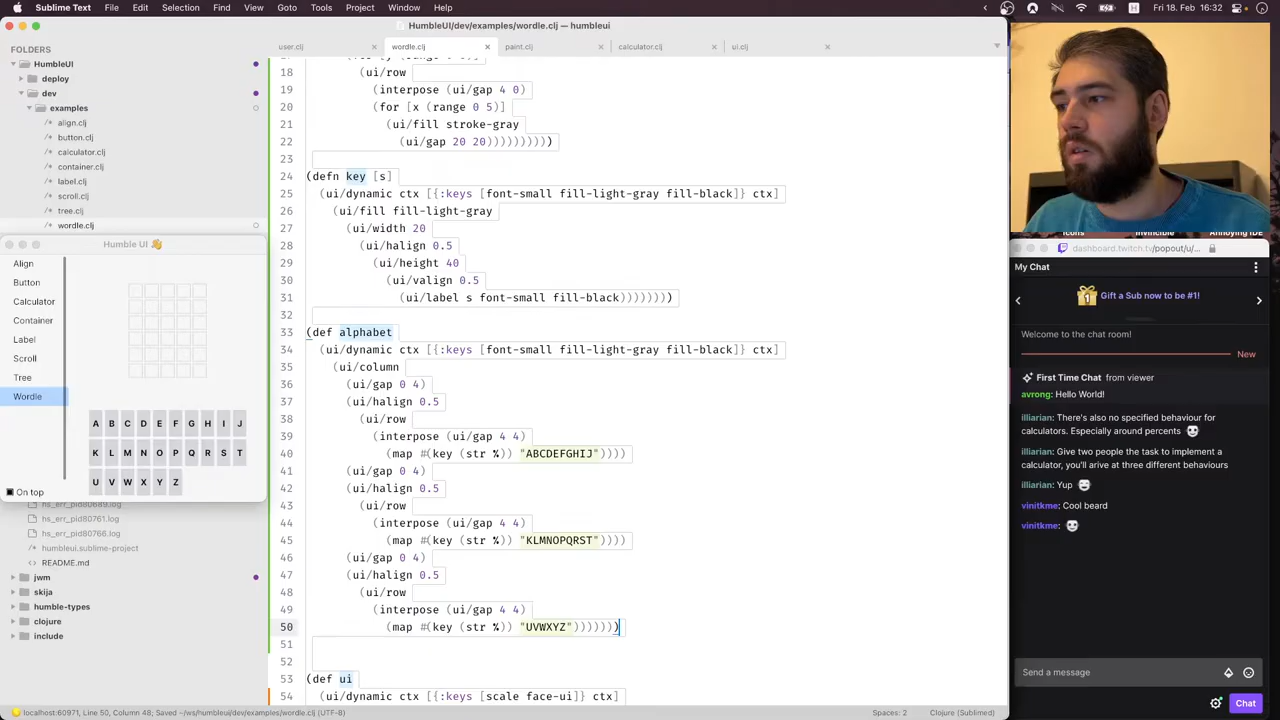 Sublime Text File Edit Selection Find View Goto Tools Project Window Help
Fri 18. Feb 16:32
HumbleUI/dev/examples/wordle.clj — humbleui
FOLDERS
HumbleUI
deploy
dev
examples
align.clj
button.clj
calculator.clj
container.clj
label.clj
scroll.clj
tree.clj
wordle.clj
Humble UI 👋
Align
Button
Calculator
Container
Label
Scroll
Tree
Wordle
A B C D E F G H I J
K L M N O P Q R S T
U V W X Y Z
On top
hs_err_pid80689.log
hs_err_pid80761.log
hs_err_pid80766.log
humbleui.sublime-project
README.md
jwm
skija
humble-types
clojure
include
user.clj × wordle.clj × paint.clj × calculator.clj × ui.clj ×
18 (ui/row
19 (interpose (ui/gap 4 0)
20 (for [x (range 0 5)]
21 (ui/fill stroke-gray
22 (ui/gap 20 20)))))))))
23
24 (defn key [s]
25 (ui/dynamic ctx [{:keys [font-small fill-light-gray fill-black]} ctx]
26 (ui/fill fill-light-gray
27 (ui/width 20
28 (ui/halign 0.5
29 (ui/height 40
30 (ui/valign 0.5
31 (ui/label s font-small fill-black))))))))
32
33 (def alphabet
34 (ui/dynamic ctx [{:keys [font-small fill-light-gray fill-black]} ctx]
35 (ui/column
36 (ui/gap 0 4)
37 (ui/halign 0.5
38 (ui/row
39 (interpose (ui/gap 4 4)
40 (map #(key (str %)) "ABCDEFGHIJ"))))
41 (ui/gap 0 4)
42 (ui/halign 0.5
43 (ui/row
44 (interpose (ui/gap 4 4)
45 (map #(key (str %)) "KLMNOPQRST"))))
46 (ui/gap 0 4)
47 (ui/halign 0.5
48 (ui/row
49 (interpose (ui/gap 4 4)
50 (map #(key (str %)) "UVWXYZ")))))))
51
52
53 (def ui
54 (ui/dynamic ctx [{:keys [scale face-ui]} ctx]
localhost:60971, Line 50, Column 48; Saved ~/ws/humbleui/dev/examples/wordle.clj (UTF-8)
Spaces: 2
Clojure (Sublimed)
Icons Invincible Annoying IDE
dashboard.twitch.tv/popout/u/
My Chat
Gift a Sub now to be #1!
Welcome to the chat room!
New
First Time Chat from viewer
avrong: Hello World!
illiarian: There's also no specified behaviour for
calculators. Especially around percents
illiarian: Give two people the task to implement a
calculator, you'll arive at three different behaviours
illiarian: Yup
vinitkme: Cool beard
vinitkme:
Send a message
Chat